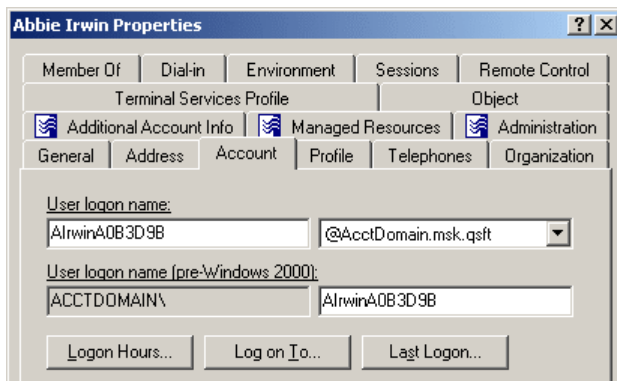 Abbie Irwin Properties
Member Of Dial-in Environment Sessions Remote Control
Terminal Services Profile Object
Additional Account Info Managed Resources Administration
General Address Account Profile Telephones Organization
User logon name:
AIrwinA0B3D9B @AcctDomain.msk.qsft
User logon name (pre-Windows 2000):
ACCTDOMAIN\ AIrwinA0B3D9B
Logon Hours... Log on To... Last Logon...